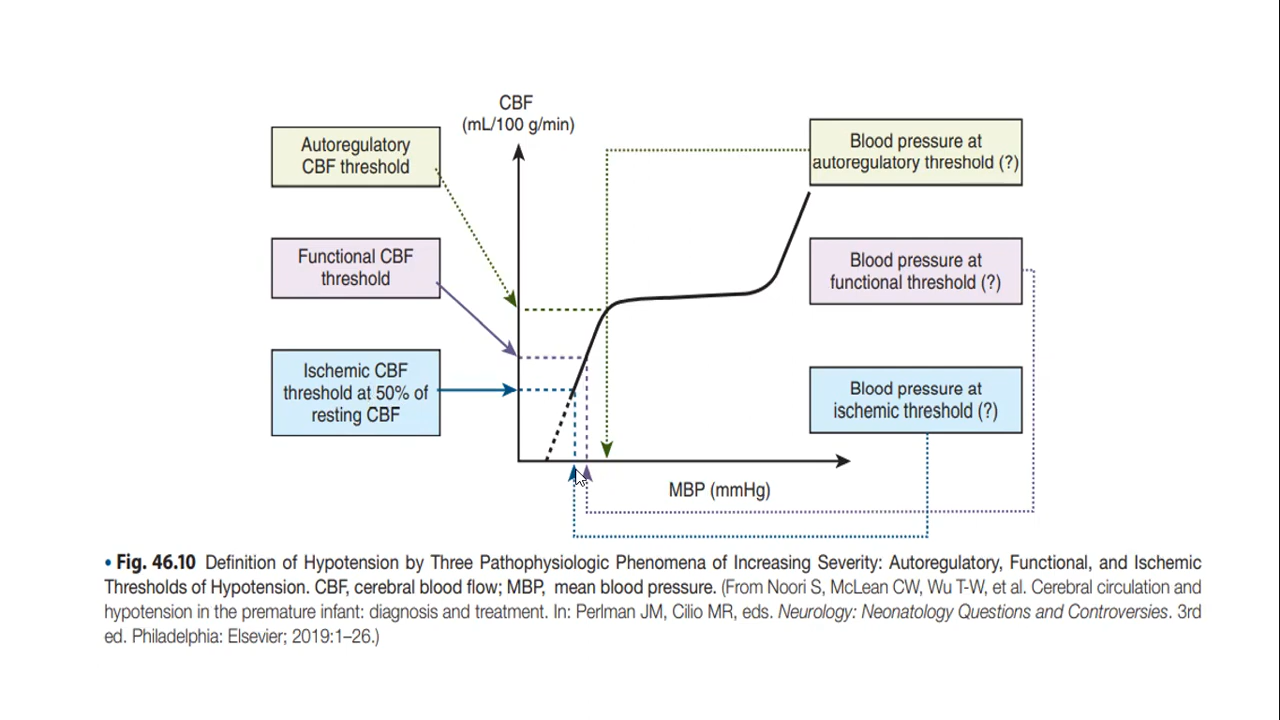 CBF
(mL/100 g/min)
Autoregulatory
CBF threshold
Blood pressure at
autoregulatory threshold (?)
Functional CBF
threshold
Blood pressure at
functional threshold (?)
Ischemic CBF
threshold at 50% of
resting CBF
Blood pressure at
ischemic threshold (?)
MBP (mmHg)
• Fig. 46.10 Definition of Hypotension by Three Pathophysiologic Phenomena of Increasing Severity: Autoregulatory, Functional, and Ischemic
Thresholds of Hypotension. CBF, cerebral blood flow; MBP, mean blood pressure. (From Noori S, McLean CW, Wu T-W, et al. Cerebral circulation and
hypotension in the premature infant: diagnosis and treatment. In: Perlman JM, Cilio MR, eds. Neurology: Neonatology Questions and Controversies. 3rd
ed. Philadelphia: Elsevier; 2019:1–26.)